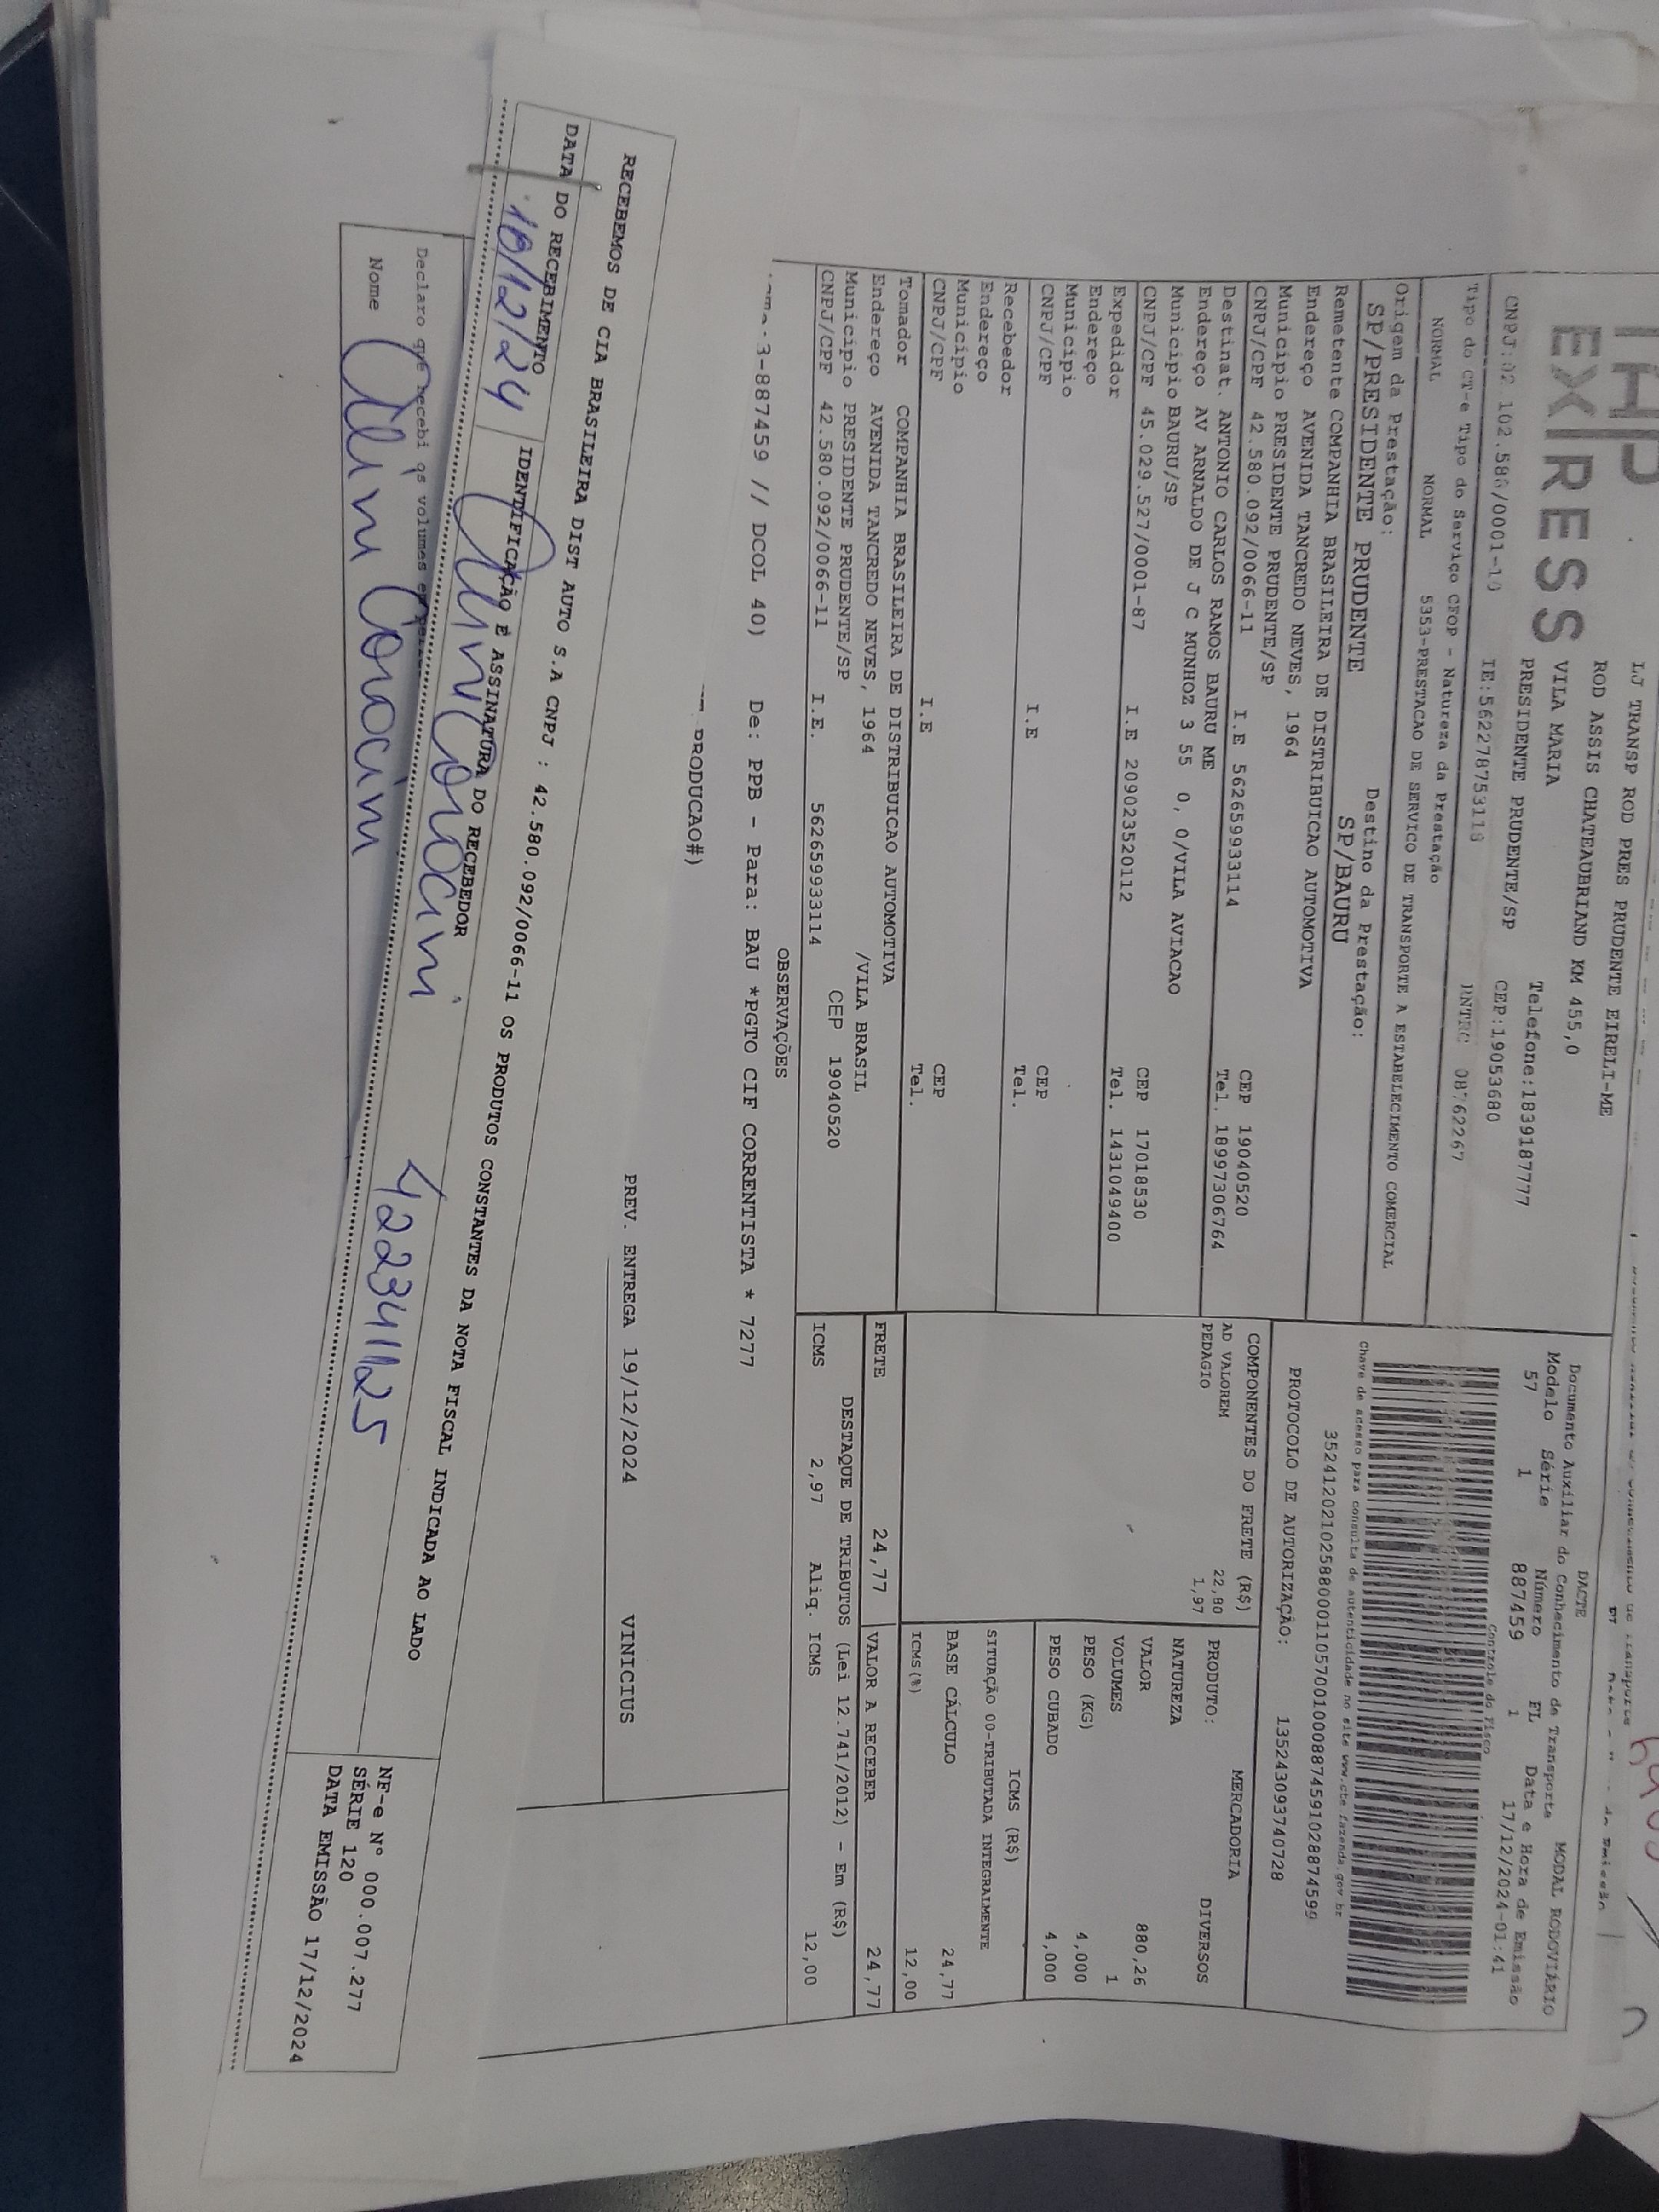 EXPRESS
LJ TRANSP ROD PRES PRUDENTE EIRELI-ME
ROD ASSIS CHATEAUBRIAND KM 455,0
VILA MARIA
PRESIDENTE PRUDENTE/SP
Telefone:1839187777
CEP:19053680
IE:562278753118
DACTE
Documento Auxiliar do Conhecimento de Transporte
MODAL RODOVIÁRIO
Modelo Série Número FL Data e Hora de Emissão
57 1 887459 1 17/12/2024-01:41
Controle do Fisco
Tipo do CT-e Tipo do Serviço CFOP - Natureza da Prestação
NORMAL NORMAL 5353-PRESTACAO DE SERVICO DE TRANSPORTE A ESTABELECIMENTO COMERCIAL
Chave de acesso para consulta de autenticidade no site www.cte.fazenda.gov.br
35241202102588000110570010008874591028874599
PROTOCOLO DE AUTORIZAÇÃO: 135243093740728
Origem da Prestação: Destino da Prestação:
SP/PRESIDENTE PRUDENTE SP/BAURU
Remetente COMPANHIA BRASILEIRA DE DISTRIBUICAO AUTOMOTIVA
Endereço AVENIDA TANCREDO NEVES, 1964
Município PRESIDENTE PRUDENTE/SP CEP 19040520
CNPJ/CPF 42.580.092/0066-11 I.E 562659933114 Tel. 18997306764
Destinat. ANTONIO CARLOS RAMOS BAURU ME
Endereço AV ARNALDO DE J C MUNHOZ 3 55 0, 0/VILA AVIACAO
Município BAURU/SP CEP 17018530
CNPJ/CPF 45.029.527/0001-87 I.E 209023520112 Tel. 1431049400
Expedidor
Endereço
Município CEP
CNPJ/CPF I.E Tel.
Recebedor
Endereço
Município CEP
CNPJ/CPF I.E Tel.
Tomador COMPANHIA BRASILEIRA DE DISTRIBUICAO AUTOMOTIVA
Endereço AVENIDA TANCREDO NEVES, 1964 /VILA BRASIL
Município PRESIDENTE PRUDENTE/SP CEP 19040520
CNPJ/CPF 42.580.092/0066-11 I.E. 562659933114
COMPONENTES DO FRETE (R$)
AD VALOREM 22,80
PEDAGIO 1,97
MERCADORIA
PRODUTO: DIVERSOS
NATUREZA
VALOR 880,26
VOLUMES 1
PESO (KG) 4,000
PESO CUBADO 4,000
ICMS (R$)
SITUAÇÃO 00-TRIBUTADA INTEGRALMENTE
BASE CÁLCULO 24,77
ICMS(%) 12,00
FRETE 24,77 VALOR A RECEBER 24,77
DESTAQUE DE TRIBUTOS (Lei 12.741/2012) - Em (R$)
ICMS 2,97 Aliq. ICMS 12,00
OBSERVAÇÕES
3-887459 // DCOL 40) De: PPB - Para: BAU *PGTO CIF CORRENTISTA * 7277
PRODUCAO#)
PREV. ENTREGA 19/12/2024 VINICIUS
RECEBEMOS DE CIA BRASILEIRA DIST AUTO S.A CNPJ : 42.580.092/0066-11 OS PRODUTOS CONSTANTES DA NOTA FISCAL INDICADA AO LADO
DATA DO RECEBIMENTO IDENTIFICAÇÃO E ASSINATURA DO RECEBEDOR
18/12/24
422341125
NF-e Nº 000.007.277
SÉRIE 120
DATA EMISSÃO 17/12/2024
Declaro que recebi os volumes em
Nome